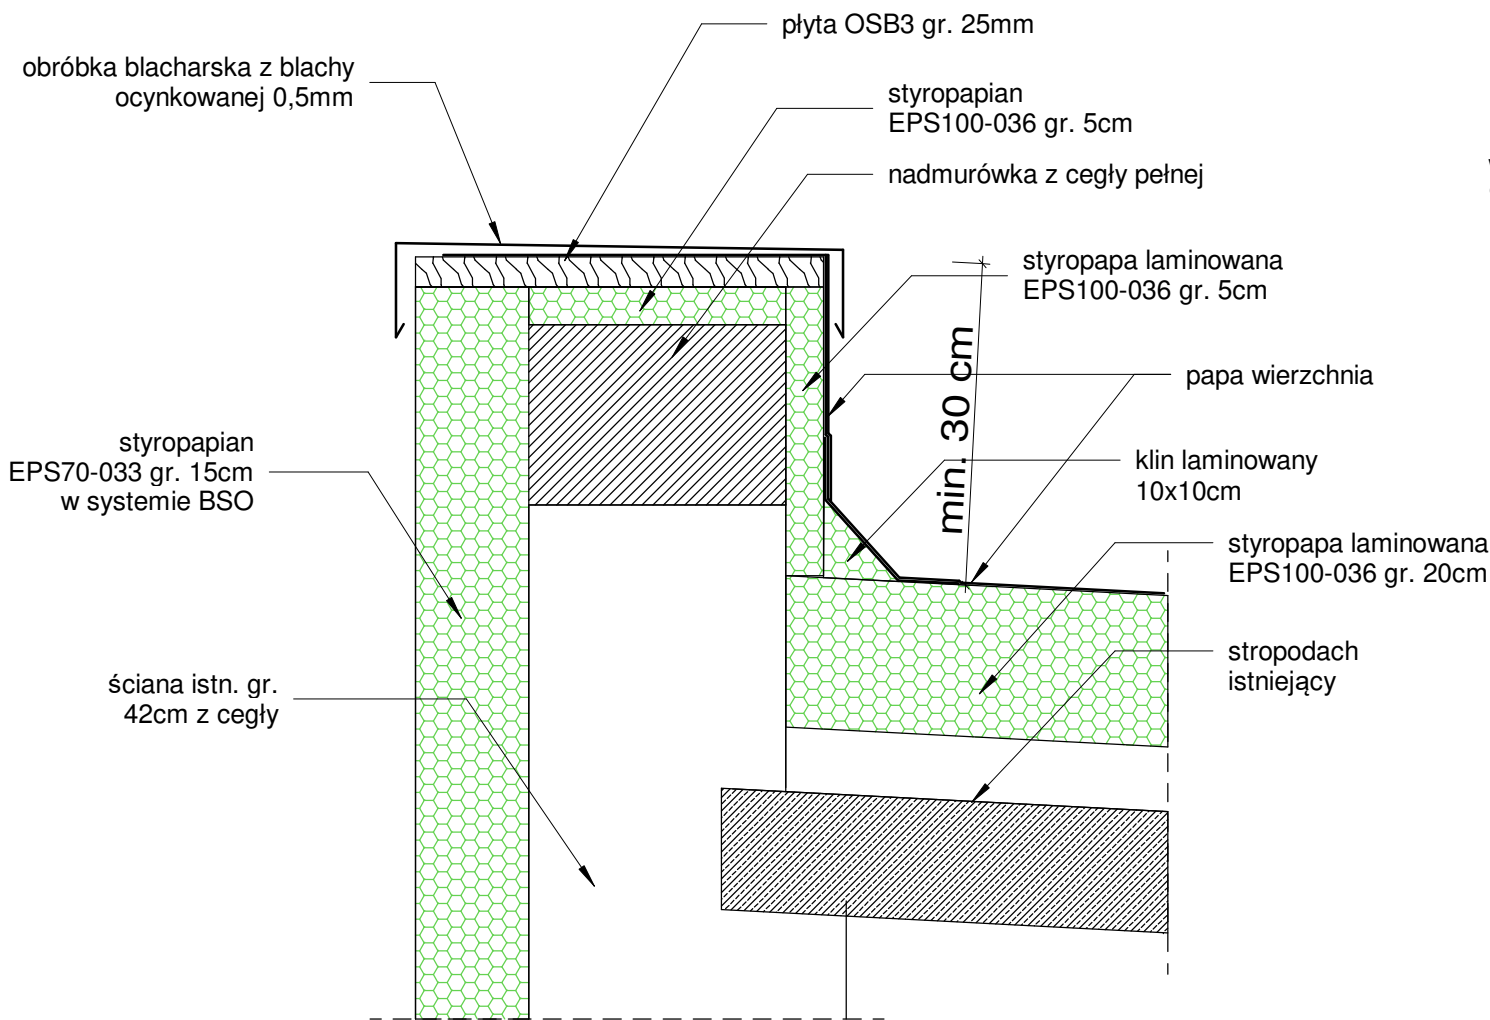 płyta OSB3 gr. 25mm
obróbka blacharska z blachy
ocynkowanej 0,5mm
styropapian
EPS100-036 gr. 5cm
nadmurówka z cegły pełnej
styropapa laminowana
EPS100-036 gr. 5cm
min. 30 cm
papa wierzchnia
styropapian
EPS70-033 gr. 15cm
w systemie BSO
klin laminowany
10x10cm
styropapa laminowana
EPS100-036 gr. 20cm
stropodach
istniejący
ściana istn. gr.
42cm z cegły